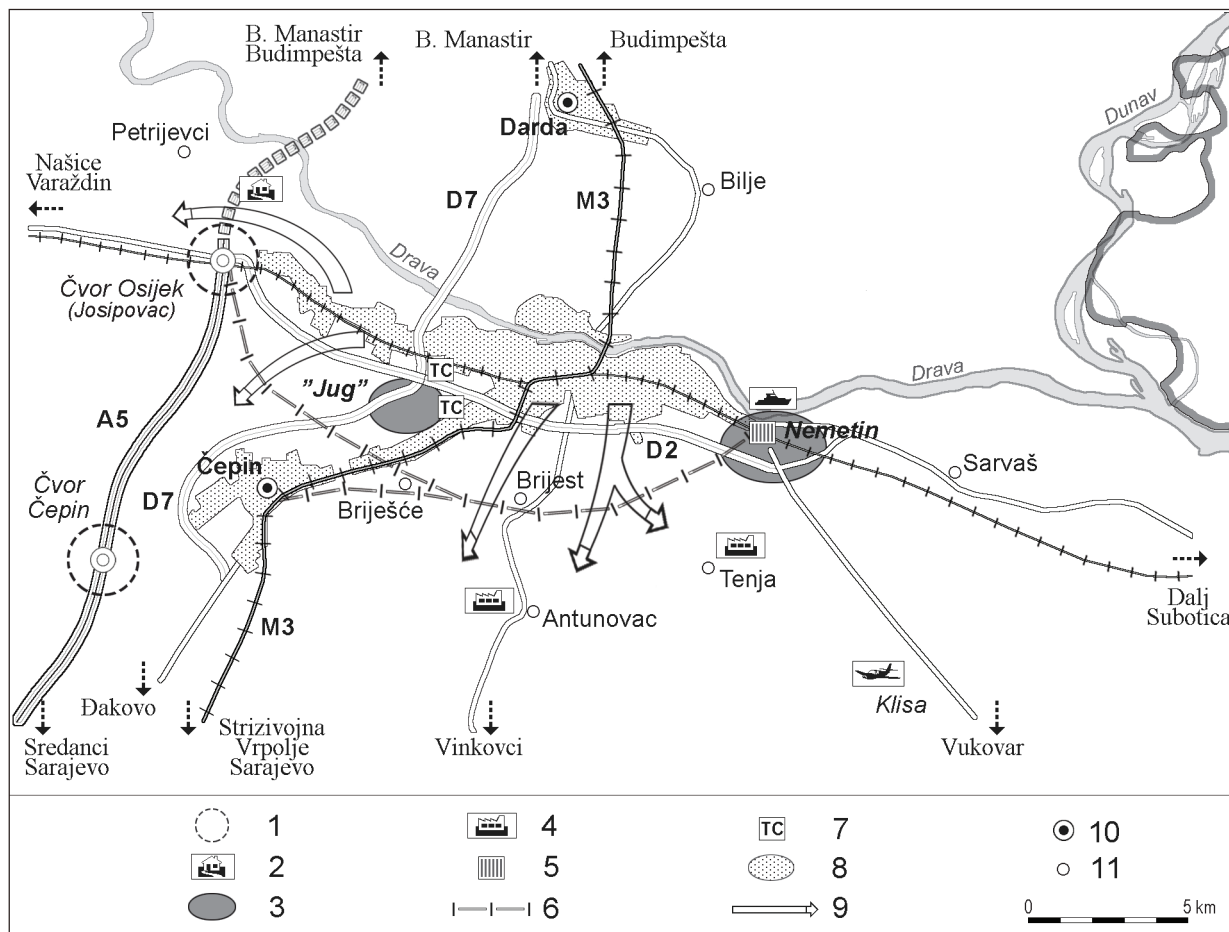 B. Manastir
Budimpešta
B. Manastir
Budimpešta
Dunav
Petrijevci
Darda
Našice
Varaždin
D7
M3
Bilje
Drava
Čvor Osijek
(Josipovac)
"Jug"
TC
TC
Drava
A5
Nemetin
D2
Sarvaš
Čepin
Čvor
Čepin
D7
Briješće
Brijest
Tenja
Antunovac
Dalj
Subotica
M3
Klisa
Đakovo
Strizivojna
Vrpolje
Sarajevo
Sredanci
Sarajevo
Vinkovci
Vukovar
1
4
TC 7
10
2
5
8
11
3
6
9
0 5 km